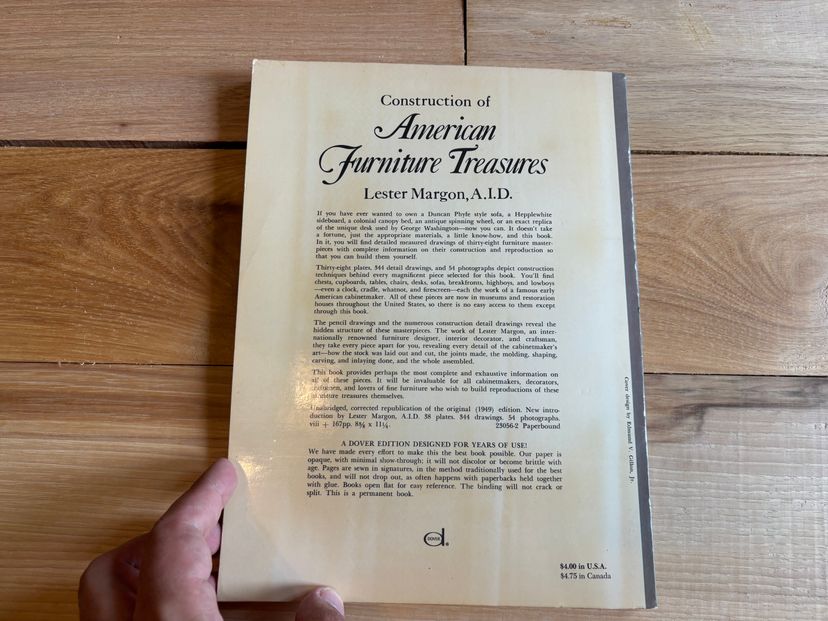 Construction of
American
Furniture Treasures
Lester Margon, A.I.D.
If you have ever wanted to own a Duncan Phyfe style sofa, a Hepplewhite
sideboard, a colonial canopy bed, an antique spinning wheel, or an exact replica
of the unique desk used by George Washington—now you can. It doesn't take
a fortune, just the appropriate materials, a little know-how, and this book.
In it, you will find detailed measured drawings of thirty-eight furniture master-
pieces with complete information on their construction and reproduction so
that you can build them yourself.
Thirty-eight plates, 344 detail drawings, and 54 photographs depict construction
techniques behind every magnificent piece selected for this book. You'll find
chests, cupboards, tables, chairs, desks, sofas, breakfronts, highboys, and lowboys
—even a clock, cradle, whatnot, and firescreen—each the work of a famous early
American cabinetmaker. All of these pieces are now in museums and restoration
houses throughout the United States, so there is no easy access to them except
through this book.
The pencil drawings and the numerous construction detail drawings reveal the
hidden structure of these masterpieces. The work of Lester Margon, an inter-
nationally renowned furniture designer, interior decorator, and craftsman,
they take every piece apart for you, revealing every detail of the cabinetmaker's
art—how the stock was laid out and cut, the joints made, the molding, shaping,
carving, and inlaying done, and the whole assembled.
This book provides perhaps the most complete and exhaustive information on
all of these pieces. It will be invaluable for all cabinetmakers, decorators,
craftsmen, and lovers of fine furniture who wish to build reproductions of these
furniture treasures themselves.
Unabridged, corrected republication of the original (1949) edition. New intro-
duction by Lester Margon, A.I.D. 38 plates. 344 drawings. 54 photographs.
viii + 167pp. 8⅜ x 11¼. 23056-2 Paperbound
A DOVER EDITION DESIGNED FOR YEARS OF USE!
We have made every effort to make this the best book possible. Our paper is
opaque, with minimal show-through; it will not discolor or become brittle with
age. Pages are sewn in signatures, in the method traditionally used for the best
books, and will not drop out, as often happens with paperbacks held together
with glue. Books open flat for easy reference. The binding will not crack or
split. This is a permanent book.
DOVER
$4.00 in U.S.A.
$4.75 in Canada
Cover design by Edmund V. Gillon, Jr.